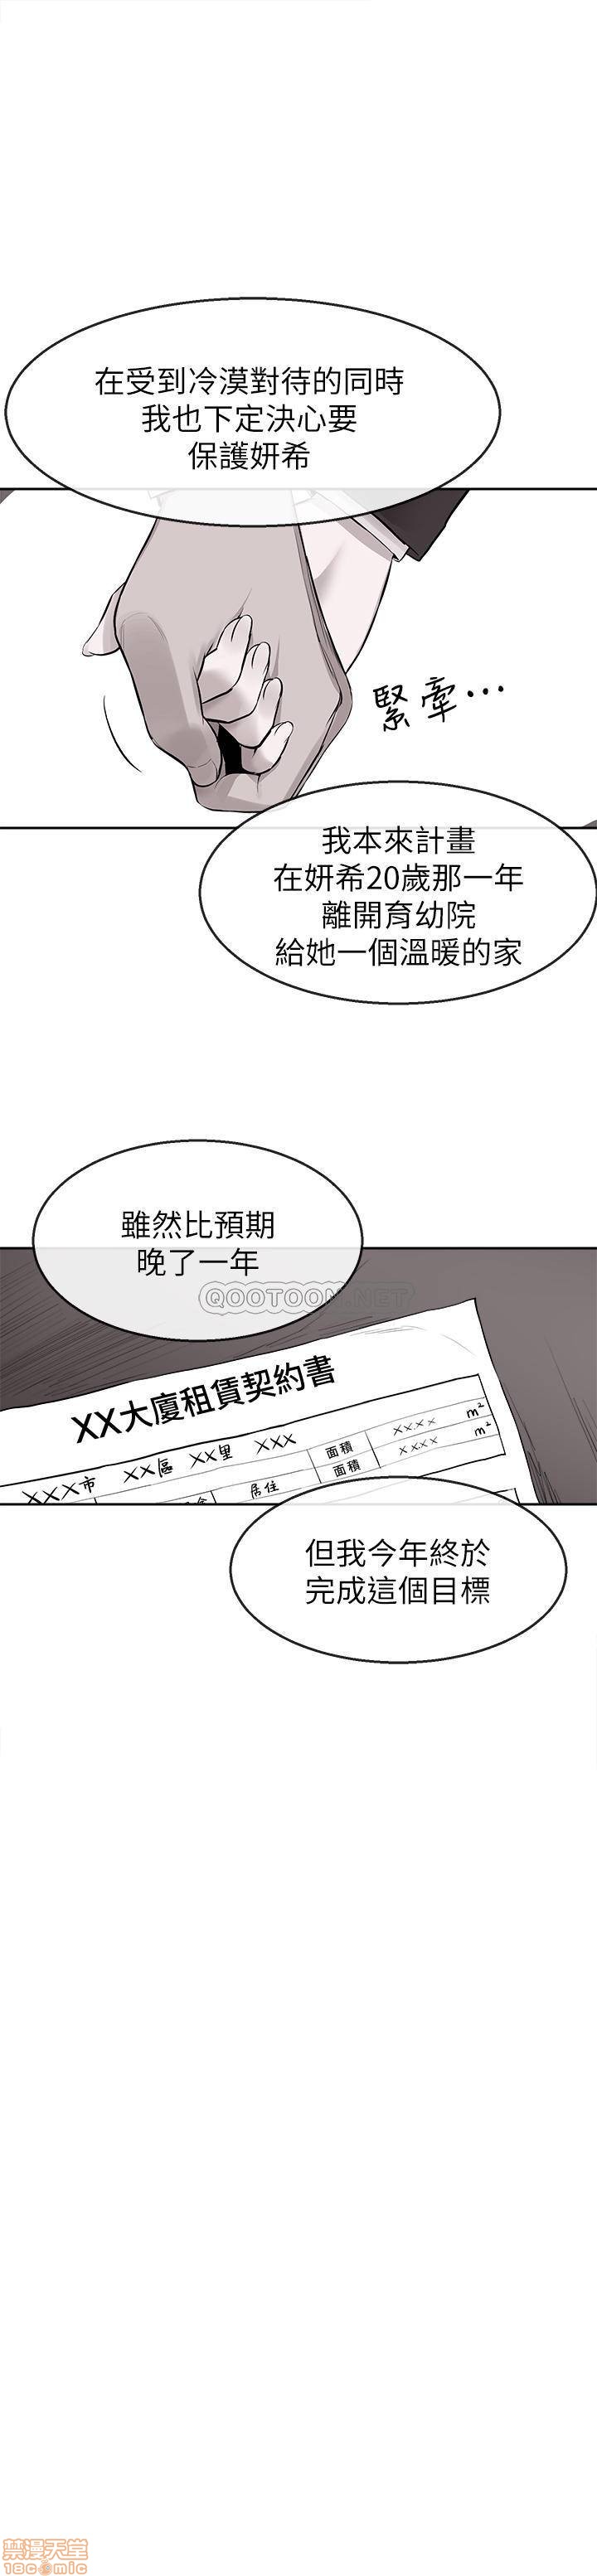 在受到冷漠對待的同時
我也下定決心要
保護妍希
緊牽…
我本來計畫
在妍希20歲那一年
離開育幼院
給她一個溫暖的家
雖然比預期
晚了一年
QOOTOON.NET
XX大廈租賃契約書
XXX市 XX區 XX里 XXX
面積 XXXX m²
居住 面積 XXXX m²
但我今年終於
完成這個目標
禁漫天堂
18comic